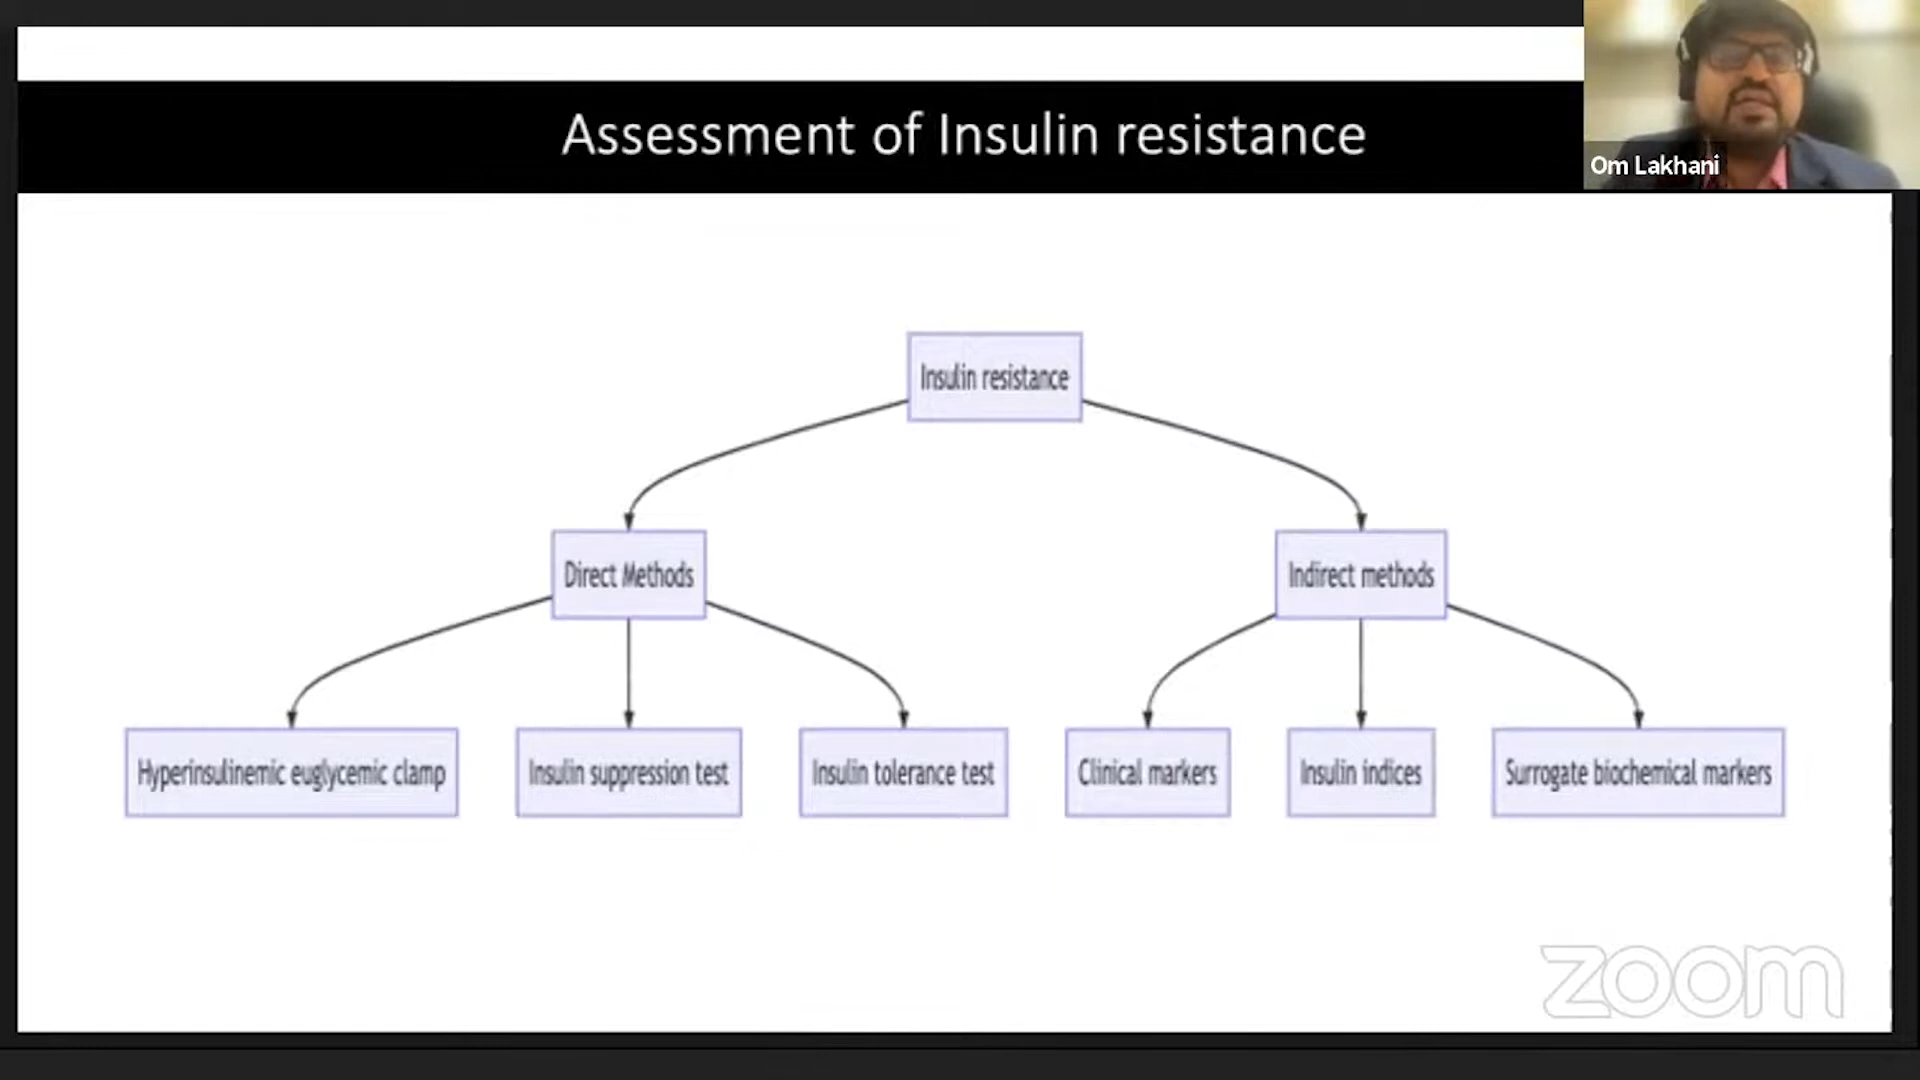 Assessment of Insulin resistance
Om Lakhani
Insulin resistance
Direct Methods
Indirect methods
Hyperinsulinemic euglycemic clamp
Insulin suppression test
Insulin tolerance test
Clinical markers
Insulin indices
Surrogate biochemical markers
zoom